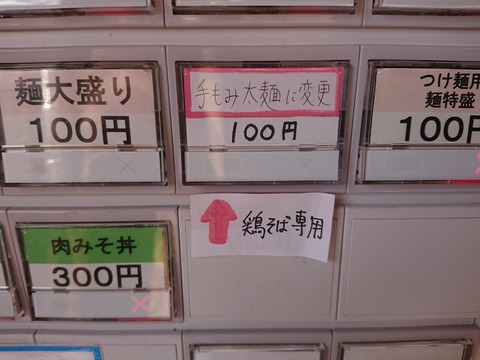 麺大盛り
100円
手もみ太麺に変更
100円
つけ麺用
麺特盛
100円
鶏そば専用
肉みそ丼
300円